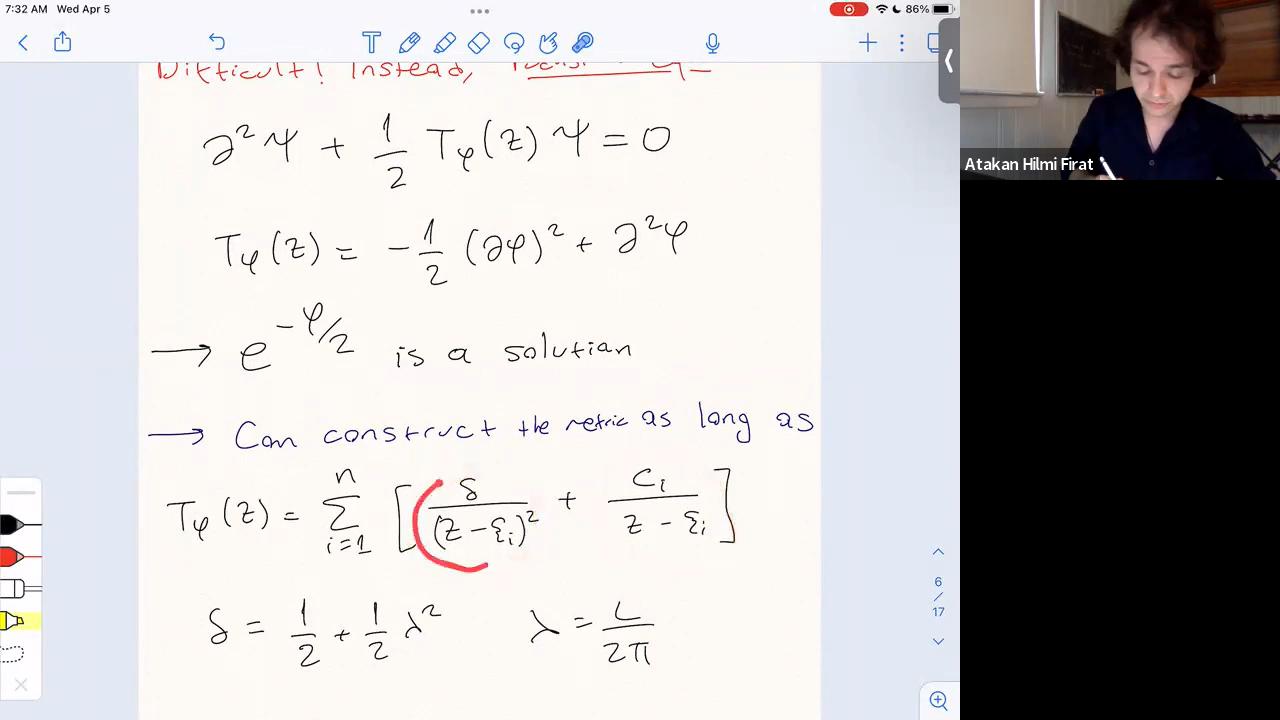 7:32 AM Wed Apr 5
86%
Difficult! Instead,
∂²ψ + 1/2 T_φ(z) ψ = 0
T_φ(z) = -1/2 (∂φ)² + ∂²φ
→ e^{-φ/2} is a solution
→ Can construct the metric as long as
T_φ(z) = Σ_{i=1}^{n} [ δ/(z - ξ_i)² + c_i/(z - ξ_i) ]
δ = 1/2 + 1/2 λ² λ = L/2π
6
/
17
Atakan Hilmi Firat